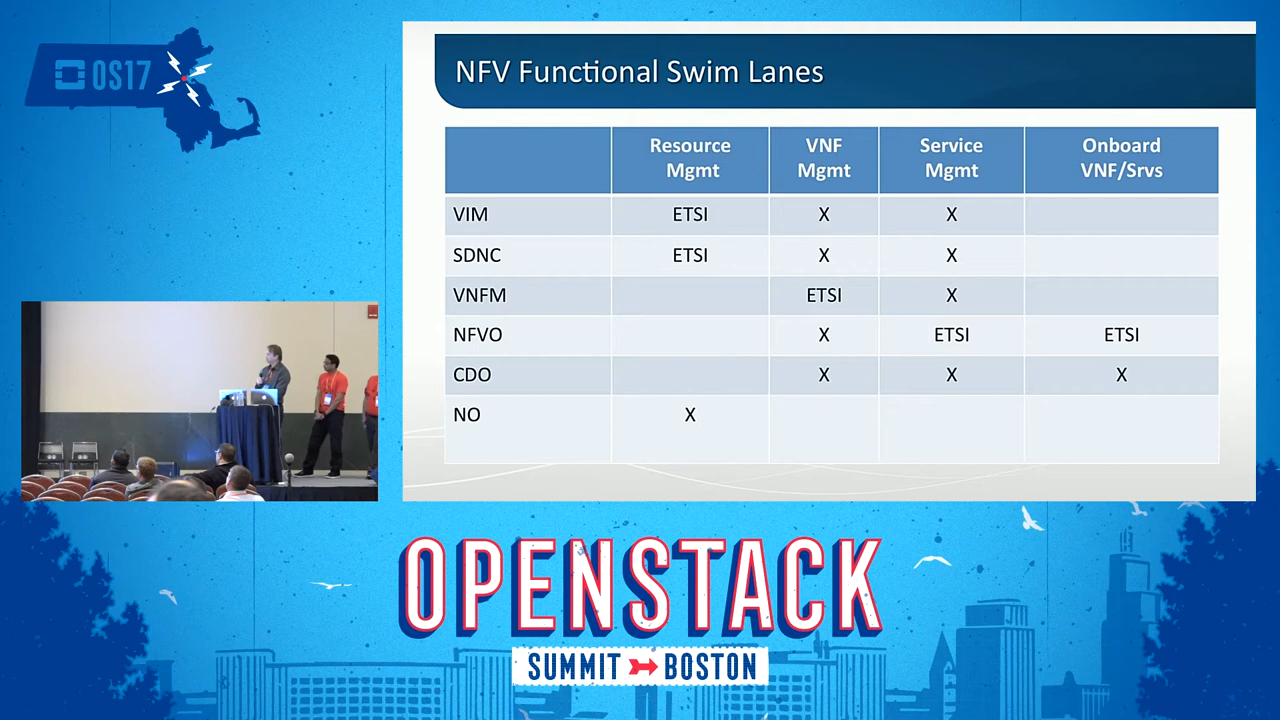 OS17
NFV Functional Swim Lanes
Resource Mgmt VNF Mgmt Service Mgmt Onboard VNF/Srvs
VIM ETSI X X
SDNC ETSI X X
VNFM ETSI X
NFVO X ETSI ETSI
CDO X X X
NO X
OPENSTACK
SUMMIT BOSTON